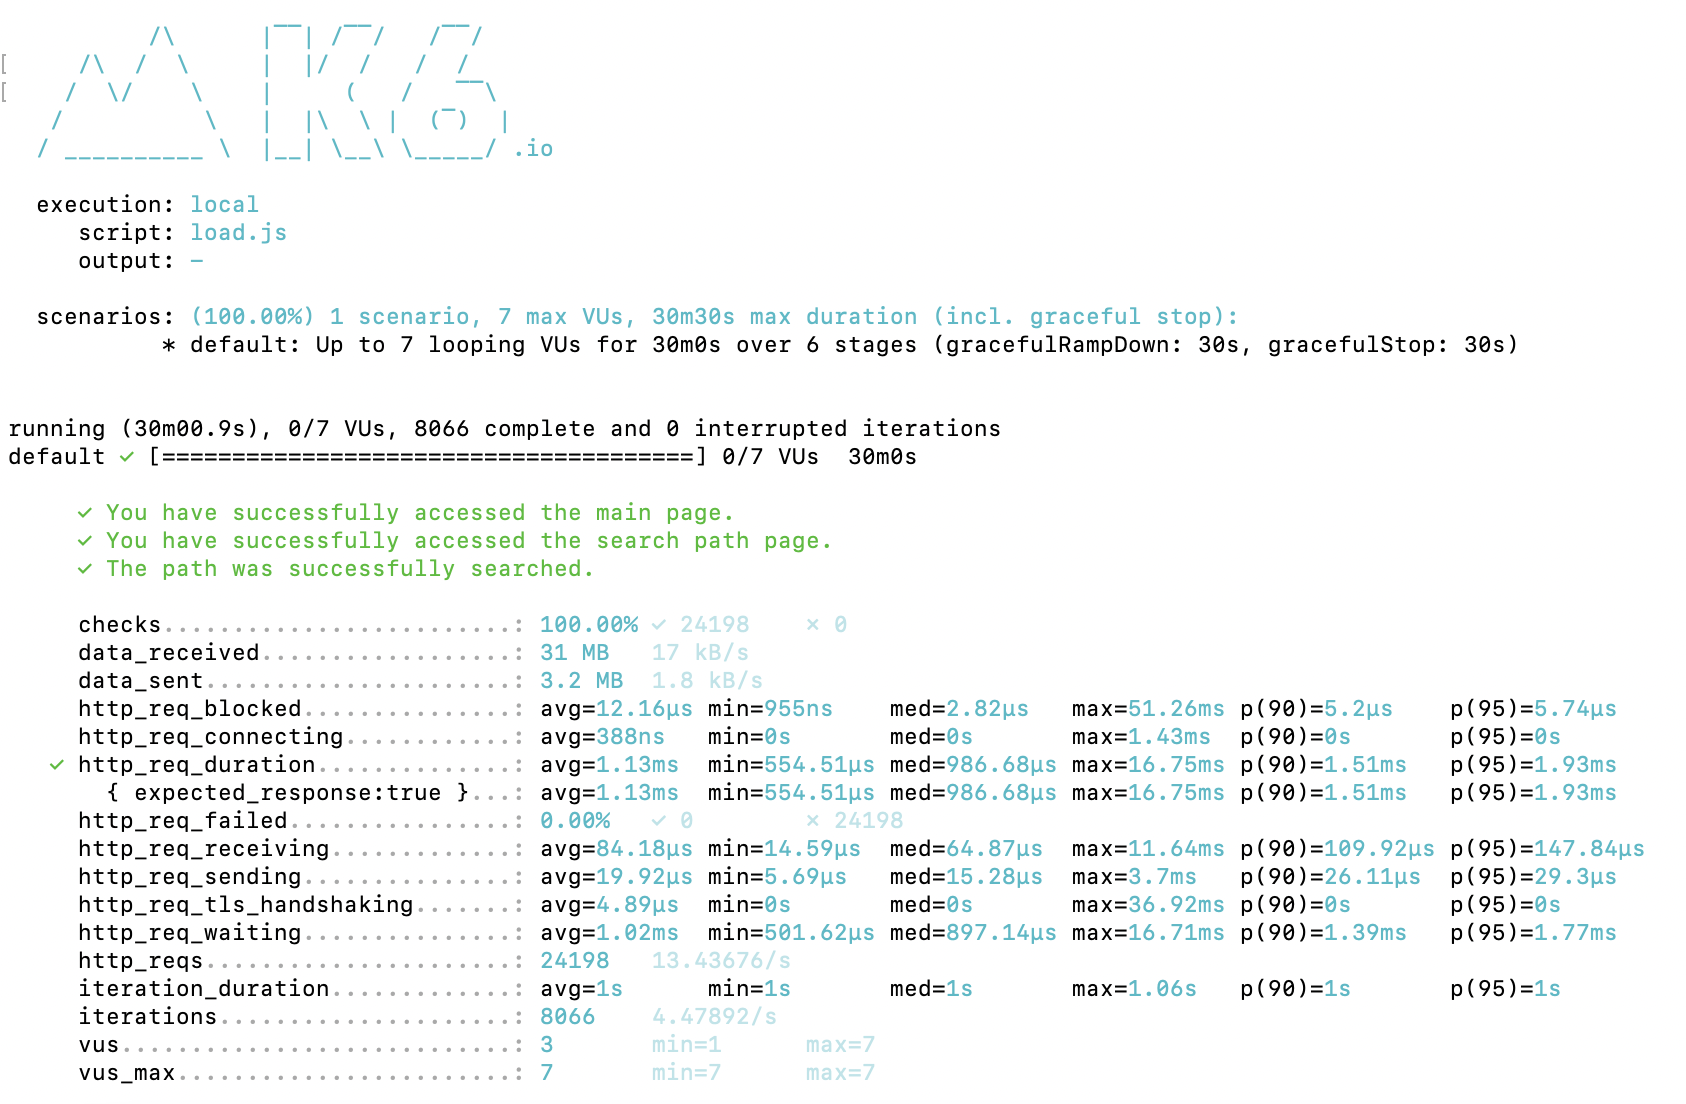 /\      |‾‾| /‾‾/   /‾‾/
[    /\  /  \     |  |/  /   /  /
[   /  \/    \    |     (   /   ‾‾\
   /          \   |  |\  \ |  (‾)  |
  / __________ \  |__| \__\ \_____/ .io

  execution: local
     script: load.js
     output: -

  scenarios: (100.00%) 1 scenario, 7 max VUs, 30m30s max duration (incl. graceful stop):
           * default: Up to 7 looping VUs for 30m0s over 6 stages (gracefulRampDown: 30s, gracefulStop: 30s)

running (30m00.9s), 0/7 VUs, 8066 complete and 0 interrupted iterations
default ✓ [======================================] 0/7 VUs  30m0s

     ✓ You have successfully accessed the main page.
     ✓ You have successfully accessed the search path page.
     ✓ The path was successfully searched.

     checks.........................: 100.00% ✓ 24198    ✗ 0
     data_received..................: 31 MB   17 kB/s
     data_sent......................: 3.2 MB  1.8 kB/s
     http_req_blocked...............: avg=12.16µs min=955ns    med=2.82µs   max=51.26ms p(90)=5.2µs    p(95)=5.74µs
     http_req_connecting............: avg=388ns   min=0s       med=0s       max=1.43ms  p(90)=0s       p(95)=0s
   ✓ http_req_duration..............: avg=1.13ms  min=554.51µs med=986.68µs max=16.75ms p(90)=1.51ms   p(95)=1.93ms
       { expected_response:true }...: avg=1.13ms  min=554.51µs med=986.68µs max=16.75ms p(90)=1.51ms   p(95)=1.93ms
     http_req_failed................: 0.00%   ✓ 0        ✗ 24198
     http_req_receiving.............: avg=84.18µs min=14.59µs  med=64.87µs  max=11.64ms p(90)=109.92µs p(95)=147.84µs
     http_req_sending...............: avg=19.92µs min=5.69µs   med=15.28µs  max=3.7ms   p(90)=26.11µs  p(95)=29.3µs
     http_req_tls_handshaking.......: avg=4.89µs  min=0s       med=0s       max=36.92ms p(90)=0s       p(95)=0s
     http_req_waiting...............: avg=1.02ms  min=501.62µs med=897.14µs max=16.71ms p(90)=1.39ms   p(95)=1.77ms
     http_reqs......................: 24198   13.43676/s
     iteration_duration.............: avg=1s      min=1s       med=1s       max=1.06s   p(90)=1s       p(95)=1s
     iterations.....................: 8066    4.47892/s
     vus............................: 3       min=1      max=7
     vus_max........................: 7       min=7      max=7